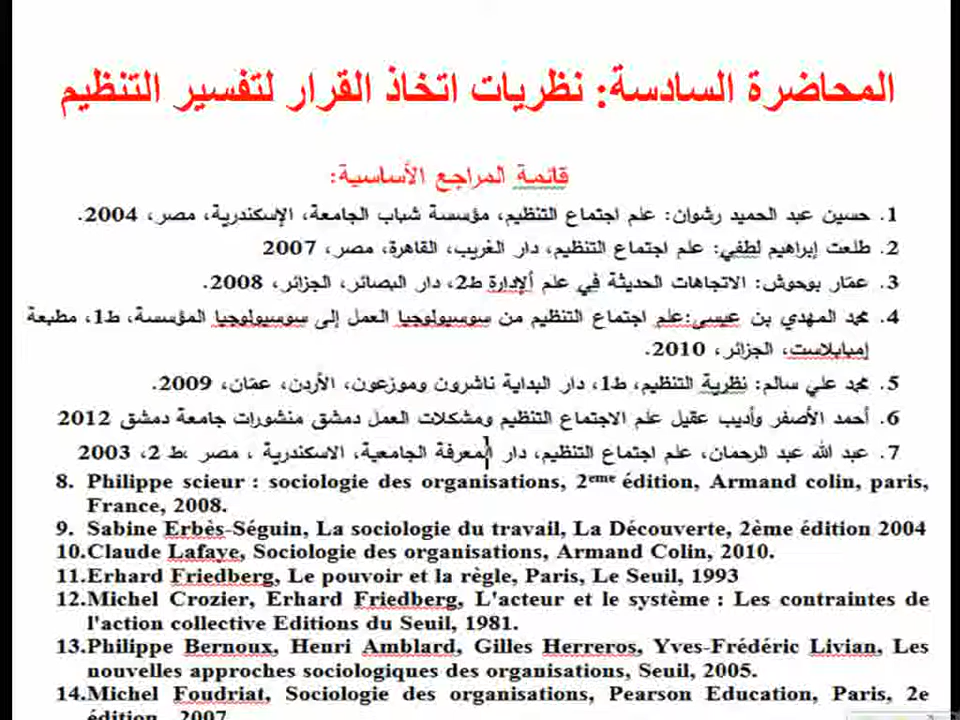 المحاضرة السادسة: نظريات اتخاذ القرار لتفسير التنظيم
قائمة المراجع الأساسية:
1. حسين عبد الحميد رشوان: علم اجتماع التنظيم، مؤسسة شباب الجامعة، الإسكندرية، مصر، 2004.
2. طلعت إبراهيم لطفي: علم اجتماع التنظيم، دار الغريب، القاهرة، مصر، 2007
3. عمّار بوحوش: الاتجاهات الحديثة في علم ألإدارة ط2، دار البصائر، الجزائر، 2008.
4. محمد المهدي بن عيسى:علم اجتماع التنظيم من سوسيولوجيا العمل إلى سوسيولوجيا المؤسسة، ط1، مطبعة
إمبابلاست، الجزائر، 2010.
5. محمد علي سالم: نظرية التنظيم، ط1، دار البداية ناشرون وموزعون، الأردن، عمّان، 2009.
6. أحمد الأصفر وأديب عقيل علم الاجتماع التنظيم ومشكلات العمل دمشق منشورات جامعة دمشق 2012
7. عبد الله عبد الرحمان، علم اجتماع التنظيم، دار المعرفة الجامعية، الاسكندرية ، مصر ،ط 2، 2003
8. Philippe scieur : sociologie des organisations, 2eme édition, Armand colin, paris,
France, 2008.
9. Sabine Erbès-Séguin, La sociologie du travail, La Découverte, 2ème édition 2004
10.Claude Lafaye, Sociologie des organisations, Armand Colin, 2010.
11.Erhard Friedberg, Le pouvoir et la règle, Paris, Le Seuil, 1993
12.Michel Crozier, Erhard Friedberg, L'acteur et le système : Les contraintes de
l'action collective Editions du Seuil, 1981.
13.Philippe Bernoux, Henri Amblard, Gilles Herreros, Yves-Frédéric Livian, Les
nouvelles approches sociologiques des organisations, Seuil, 2005.
14.Michel Foudriat, Sociologie des organisations, Pearson Education, Paris, 2e
édition, 2007